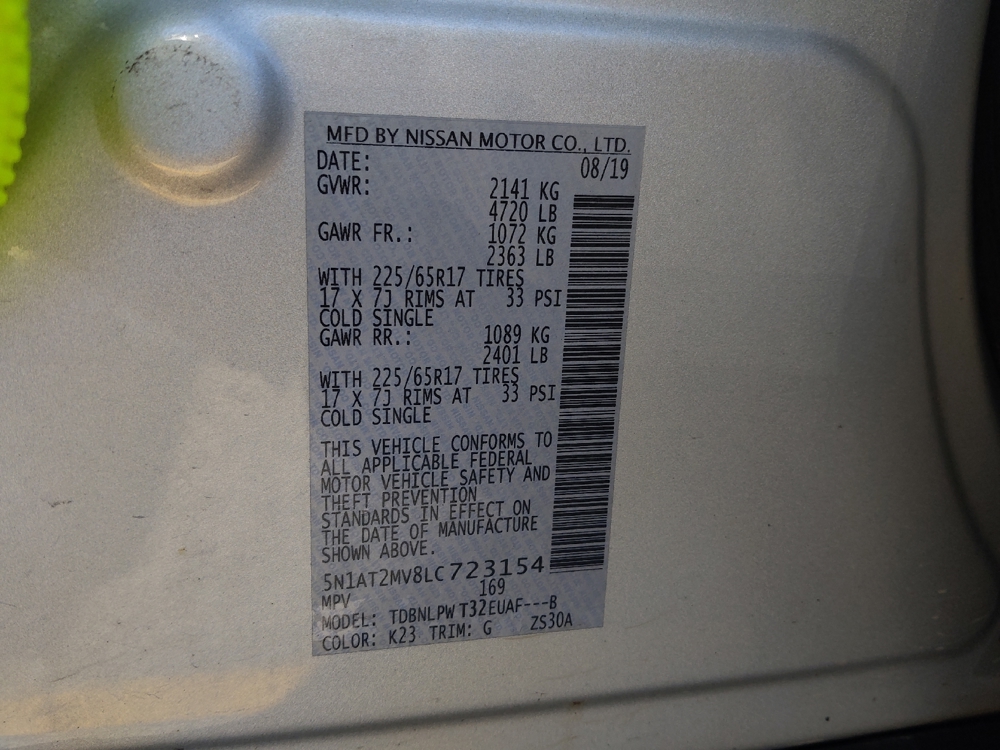 MFD BY NISSAN MOTOR CO., LTD.
DATE: 08/19
GVWR: 2141 KG
4720 LB
GAWR FR.: 1072 KG
2363 LB
WITH 225/65R17 TIRES
17 X 7J RIMS AT 33 PSI
COLD SINGLE
GAWR RR.: 1089 KG
2401 LB
WITH 225/65R17 TIRES
17 X 7J RIMS AT 33 PSI
COLD SINGLE
THIS VEHICLE CONFORMS TO
ALL APPLICABLE FEDERAL
MOTOR VEHICLE SAFETY AND
THEFT PREVENTION
STANDARDS IN EFFECT ON
THE DATE OF MANUFACTURE
SHOWN ABOVE.
5N1AT2MV8LC723154
MPV 169
MODEL: TDBNLPW T32EUAF---B
COLOR: K23 TRIM: G ZS30A